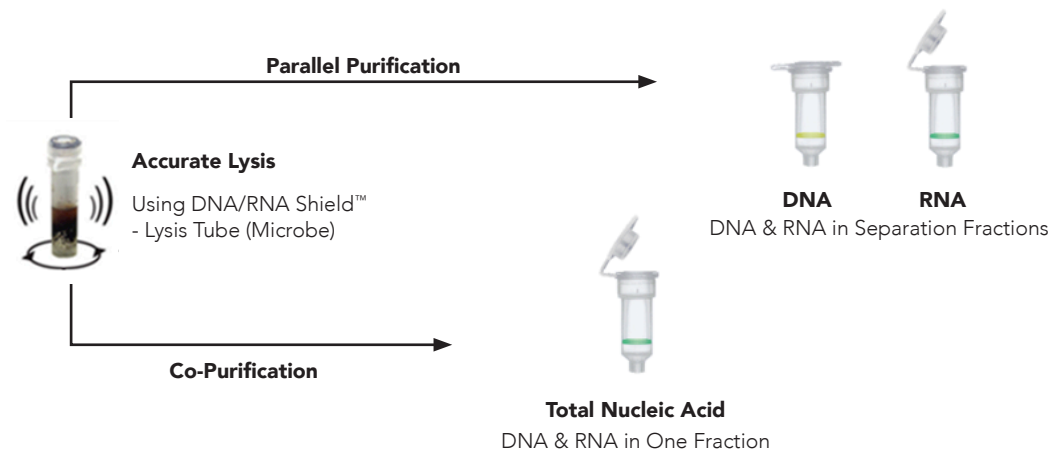 Parallel Purification
Accurate Lysis
Using DNA/RNA Shield™
- Lysis Tube (Microbe)
DNA
RNA
DNA & RNA in Separation Fractions
Co-Purification
Total Nucleic Acid
DNA & RNA in One Fraction